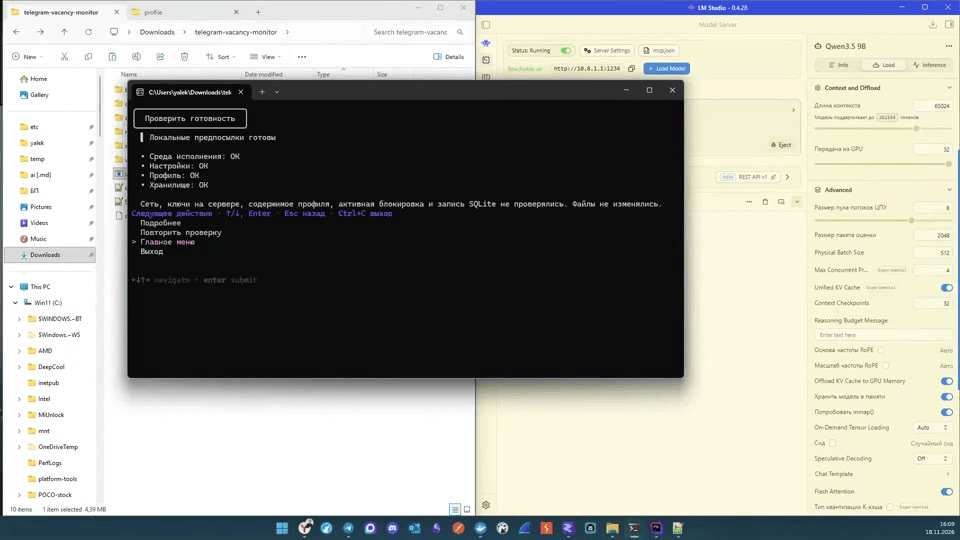 telegram-vacancy-monitor
profile
Downloads
telegram-vacancy-monitor
Search telegram-vacanc
New
Sort
View
Details
Name
Date modified
Type
Size
Home
Gallery
etc
yalek
temp
ai [.md]
БП
Pictures
Videos
Music
Downloads
This PC
Win11 (C:)
$WINDOWS.~BT
$Windows.~WS
AMD
DeepCool
inetpub
Intel
MiUnlock
mnt
OneDriveTemp
PerfLogs
platform-tools
POCO-stock
10 items
1 item selected 4,39 MB
C:\Users\yalek\Downloads\tel
Проверить готовность
Локальные предпосылки готовы
• Среда исполнения: OK
• Настройки: OK
• Профиль: OK
• Хранилище: OK
Сеть, ключи на сервере, содержимое профиля, активная блокировка и запись SQLite не проверялись. Файлы не изменялись.
Следующее действие · ↑/↓, Enter · Esc назад · Ctrl+C выход
Подробнее
Повторить проверку
> Главное меню
Выход
←↓↑→ navigate • enter submit
LM Studio - 0.4.28
Model Server
Status: Running
Server Settings
mcp.json
Reachable at:
http://10.8.1.1:1234
Load Model
Eject
NEW
REST API v1
Qwen3.5 9B
Info
Load
Inference
Context and Offload
Длина контекста
65024
Модель поддерживает до 262144 токенов
Передача на GPU
32
Advanced
Размер пула потоков ЦПУ
6
Размер пакета оценки
2048
Physical Batch Size
512
Max Concurrent Pr...
Experimental
4
Unified KV Cache
Experimental
Context Checkpoints
32
Reasoning Budget Message
Enter text here
Основа частоты RoPE
Авто
Масштаб частоты RoPE
Авто
Offload KV Cache to GPU Memory
Хранить модель в памяти
Попробовать mmap()
On-Demand Tensor Loading
Auto
Сид
Случайный сид
Speculative Decoding
Off
Chat Template
Flash Attention
Тип квантизации K-кэша
Experimental
16:09
18.11.2026